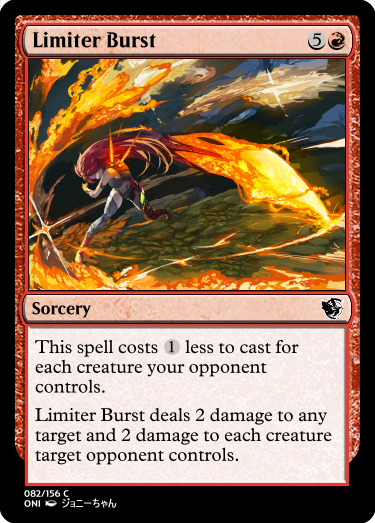 Limiter Burst 5
Sorcery
This spell costs 1 less to cast for
each creature your opponent
controls.
Limiter Burst deals 2 damage to any
target and 2 damage to each creature
target opponent controls.
082/156 C
ONI ジョニーちゃん